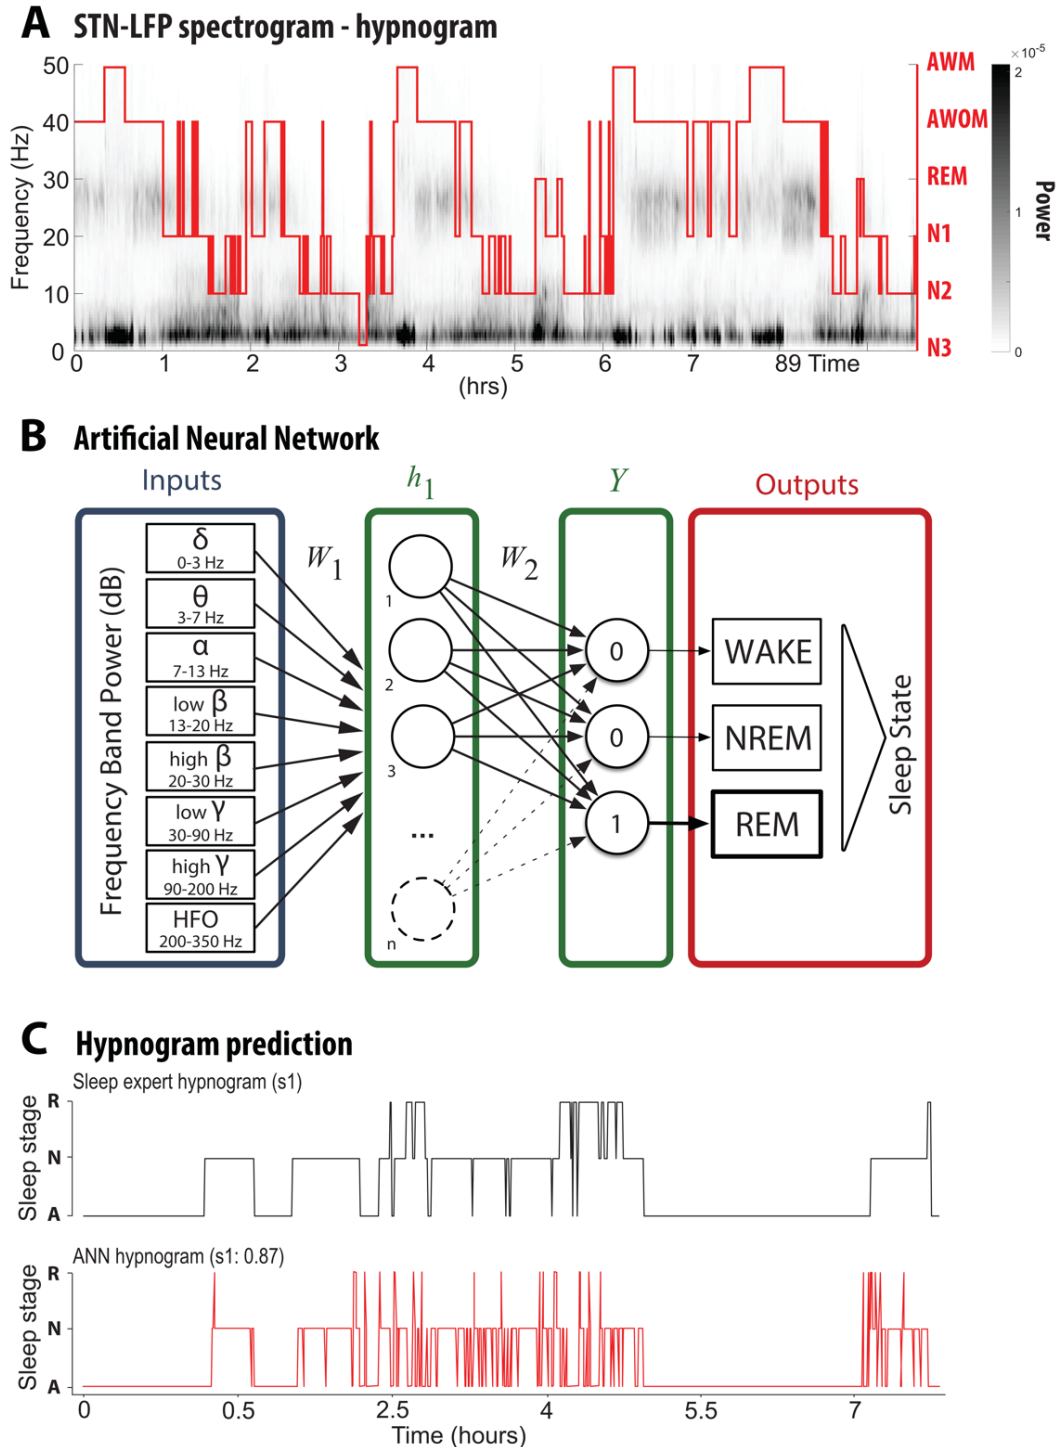 A STN-LFP spectrogram - hypnogram
50
40
30
20
10
0
Frequency (Hz)
0 1 2 3 4 5 6 7 89 Time
(hrs)
AWM
AWOM
REM
N1
N2
N3
×10-5
2
1
0
Power
B Artificial Neural Network
Inputs
h1
Y
Outputs
Frequency Band Power (dB)
δ
0-3 Hz
θ
3-7 Hz
α
7-13 Hz
low β
13-20 Hz
high β
20-30 Hz
low γ
30-90 Hz
high γ
90-200 Hz
HFO
200-350 Hz
W1
W2
1
2
3
...
n
0
0
1
WAKE
NREM
REM
Sleep State
C Hypnogram prediction
Sleep expert hypnogram (s1)
Sleep stage
R
N
A
ANN hypnogram (s1: 0.87)
Sleep stage
R
N
A
0 0.5 2.5 4 5.5 7
Time (hours)